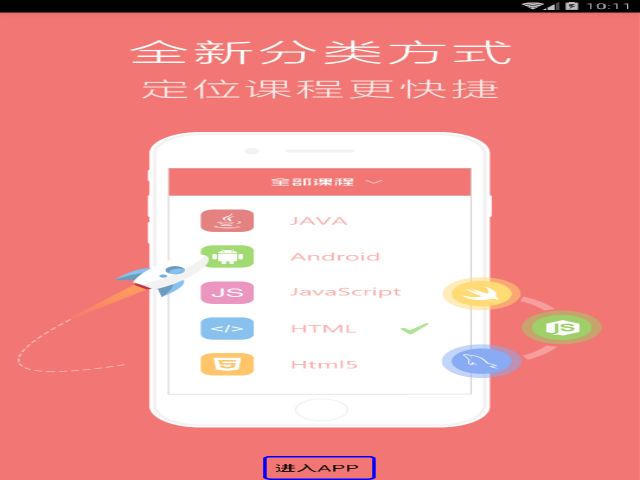 10:11
全新分类方式
定位课程更快捷
全部课程
JAVA
Android
JS JavaScript
</> HTML
5 Html5
JS
进入APP